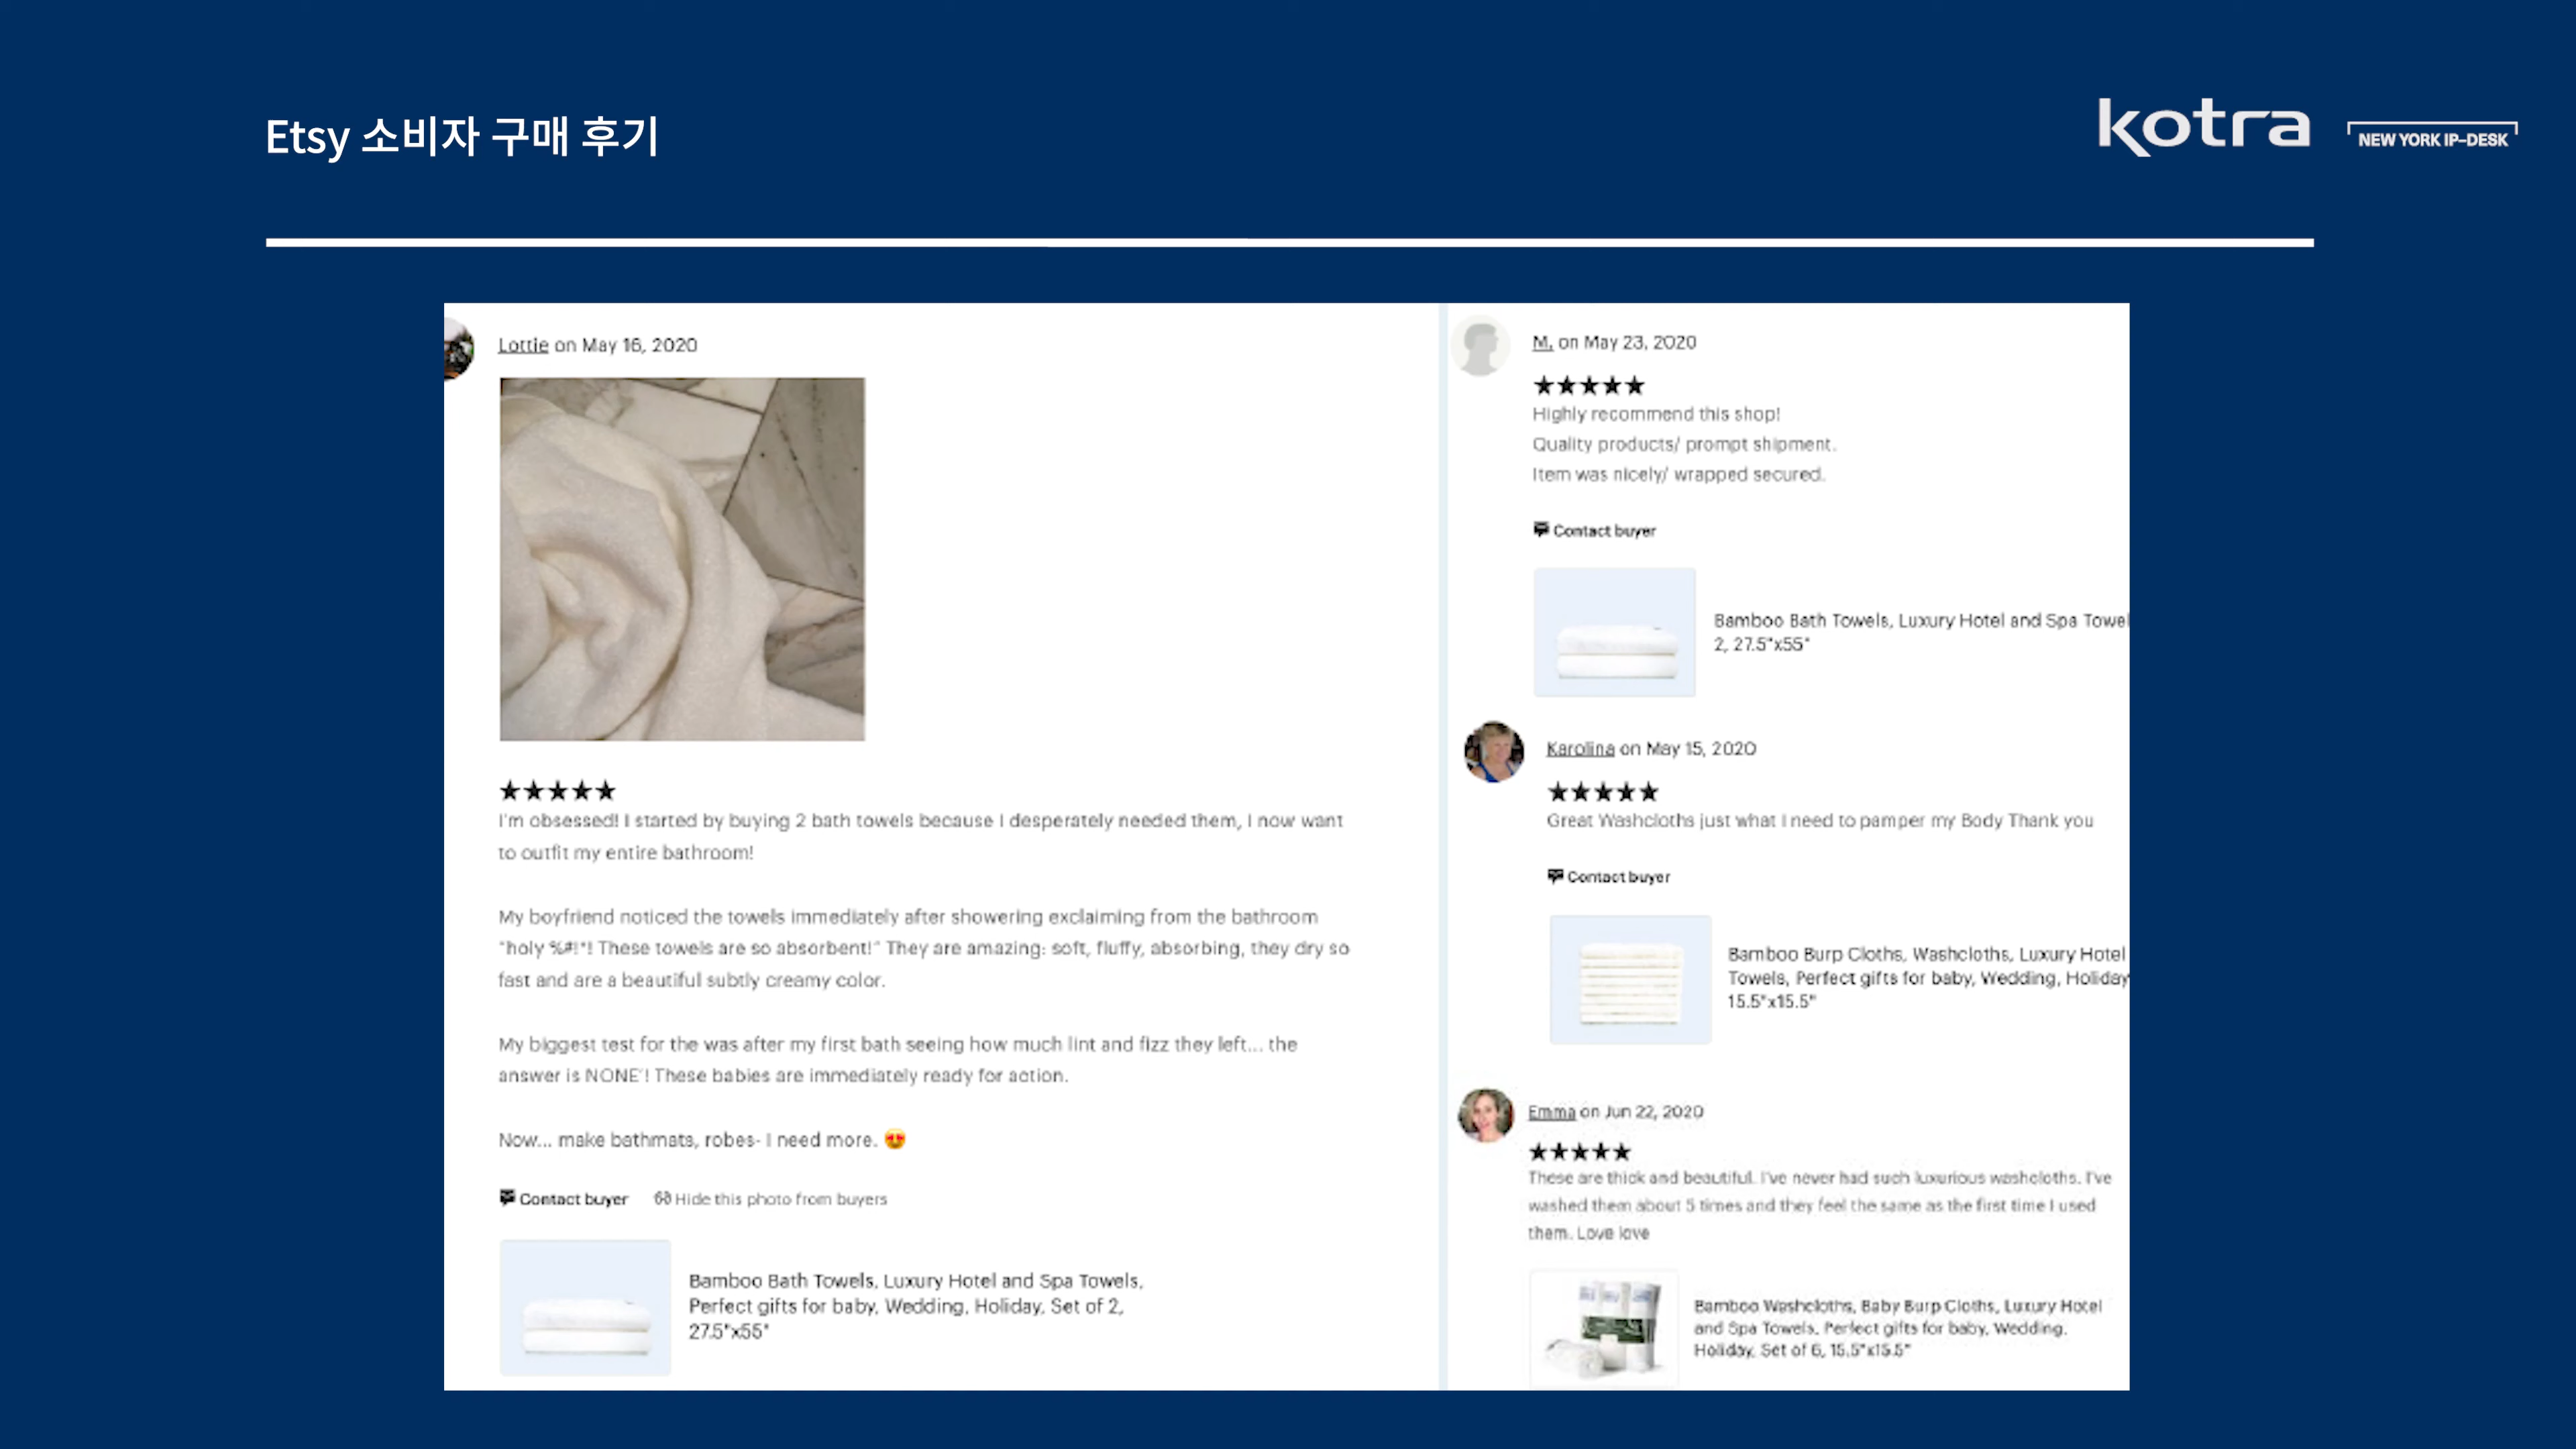 Etsy 소비자 구매 후기
kotra
NEW YORK IP-DESK
Lottie on May 16, 2020
★★★★★
I'm obsessed! I started by buying 2 bath towels because I desperately needed them, I now want
to outfit my entire bathroom!
My boyfriend noticed the towels immediately after showering exclaiming from the bathroom
"holy %#!*! These towels are so absorbent!" They are amazing: soft, fluffy, absorbing, they dry so
fast and are a beautiful subtly creamy color.
My biggest test for the was after my first bath seeing how much lint and fizz they left... the
answer is NONE'! These babies are immediately ready for action.
Now... make bathmats, robes- I need more. 😍
Contact buyer
Hide this photo from buyers
Bamboo Bath Towels, Luxury Hotel and Spa Towels,
Perfect gifts for baby, Wedding, Holiday, Set of 2,
27.5"x55"
M, on May 23, 2020
★★★★★
Highly recommend this shop!
Quality products/ prompt shipment.
Item was nicely/ wrapped secured.
Contact buyer
Bamboo Bath Towels, Luxury Hotel and Spa Towel
2, 27.5"x55"
Karolina on May 15, 2020
★★★★★
Great Washcloths just what I need to pamper my Body Thank you
Contact buyer
Bamboo Burp Cloths, Washcloths, Luxury Hotel
Towels, Perfect gifts for baby, Wedding, Holiday
15.5"x15.5"
Emma on Jun 22, 2020
★★★★★
These are thick and beautiful. I've never had such luxurious washcloths. I've
washed them about 5 times and they feel the same as the first time I used
them. Love love
Bamboo Washcloths, Baby Burp Cloths, Luxury Hotel
and Spa Towels, Perfect gifts for baby, Wedding,
Holiday, Set of 6, 15.5"x15.5"